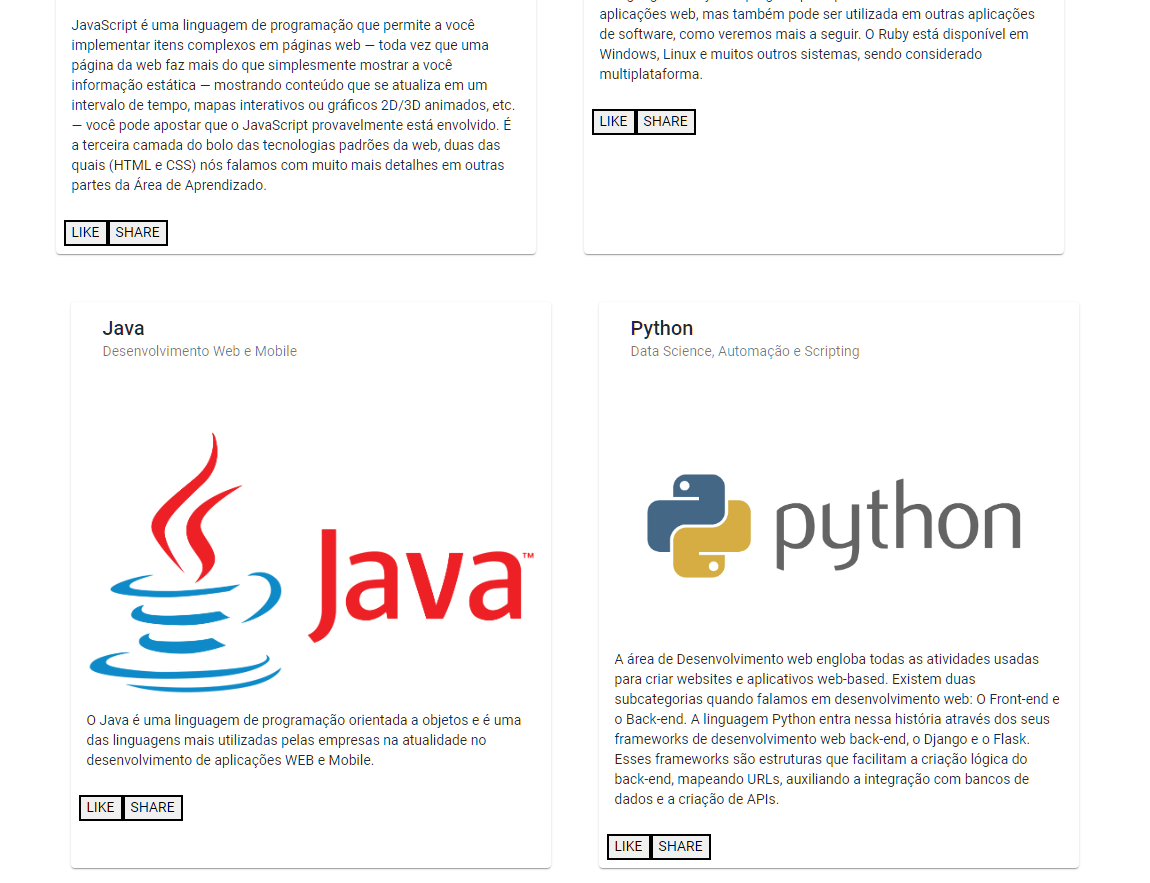 JavaScript é uma linguagem de programação que permite a você
implementar itens complexos em páginas web — toda vez que uma
página da web faz mais do que simplesmente mostrar a você
informação estática — mostrando conteúdo que se atualiza em um
intervalo de tempo, mapas interativos ou gráficos 2D/3D animados, etc.
— você pode apostar que o JavaScript provavelmente está envolvido. É
a terceira camada do bolo das tecnologias padrões da web, duas das
quais (HTML e CSS) nós falamos com muito mais detalhes em outras
partes da Área de Aprendizado.
LIKE SHARE
aplicações web, mas também pode ser utilizada em outras aplicações
de software, como veremos mais a seguir. O Ruby está disponível em
Windows, Linux e muitos outros sistemas, sendo considerado
multiplataforma.
LIKE SHARE
Java
Desenvolvimento Web e Mobile
Java™
O Java é uma linguagem de programação orientada a objetos e é uma
das linguagens mais utilizadas pelas empresas na atualidade no
desenvolvimento de aplicações WEB e Mobile.
LIKE SHARE
Python
Data Science, Automação e Scripting
python
A área de Desenvolvimento web engloba todas as atividades usadas
para criar websites e aplicativos web-based. Existem duas
subcategorias quando falamos em desenvolvimento web: O Front-end e
o Back-end. A linguagem Python entra nessa história através dos seus
frameworks de desenvolvimento web back-end, o Django e o Flask.
Esses frameworks são estruturas que facilitam a criação lógica do
back-end, mapeando URLs, auxiliando a integração com bancos de
dados e a criação de APIs.
LIKE SHARE